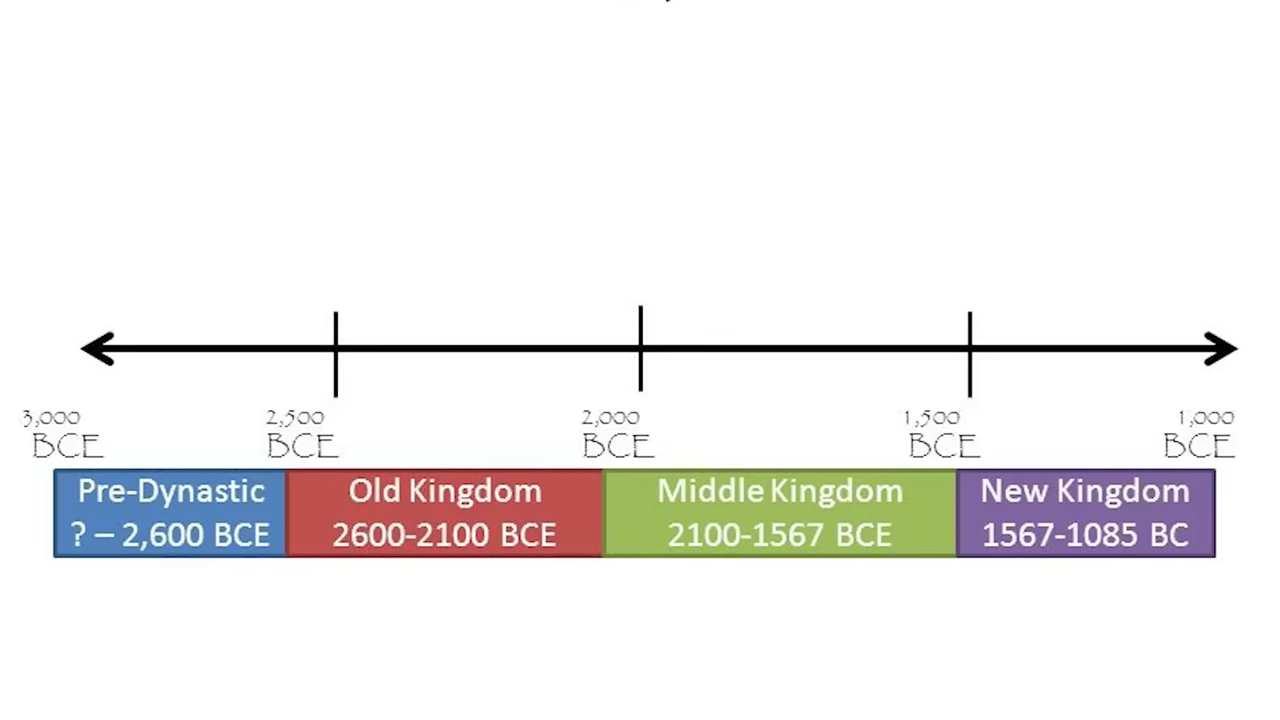 3,000
BCE
2,500
BCE
2,000
BCE
1,500
BCE
1,000
BCE
Pre-Dynastic
? – 2,600 BCE
Old Kingdom
2600-2100 BCE
Middle Kingdom
2100-1567 BCE
New Kingdom
1567-1085 BC